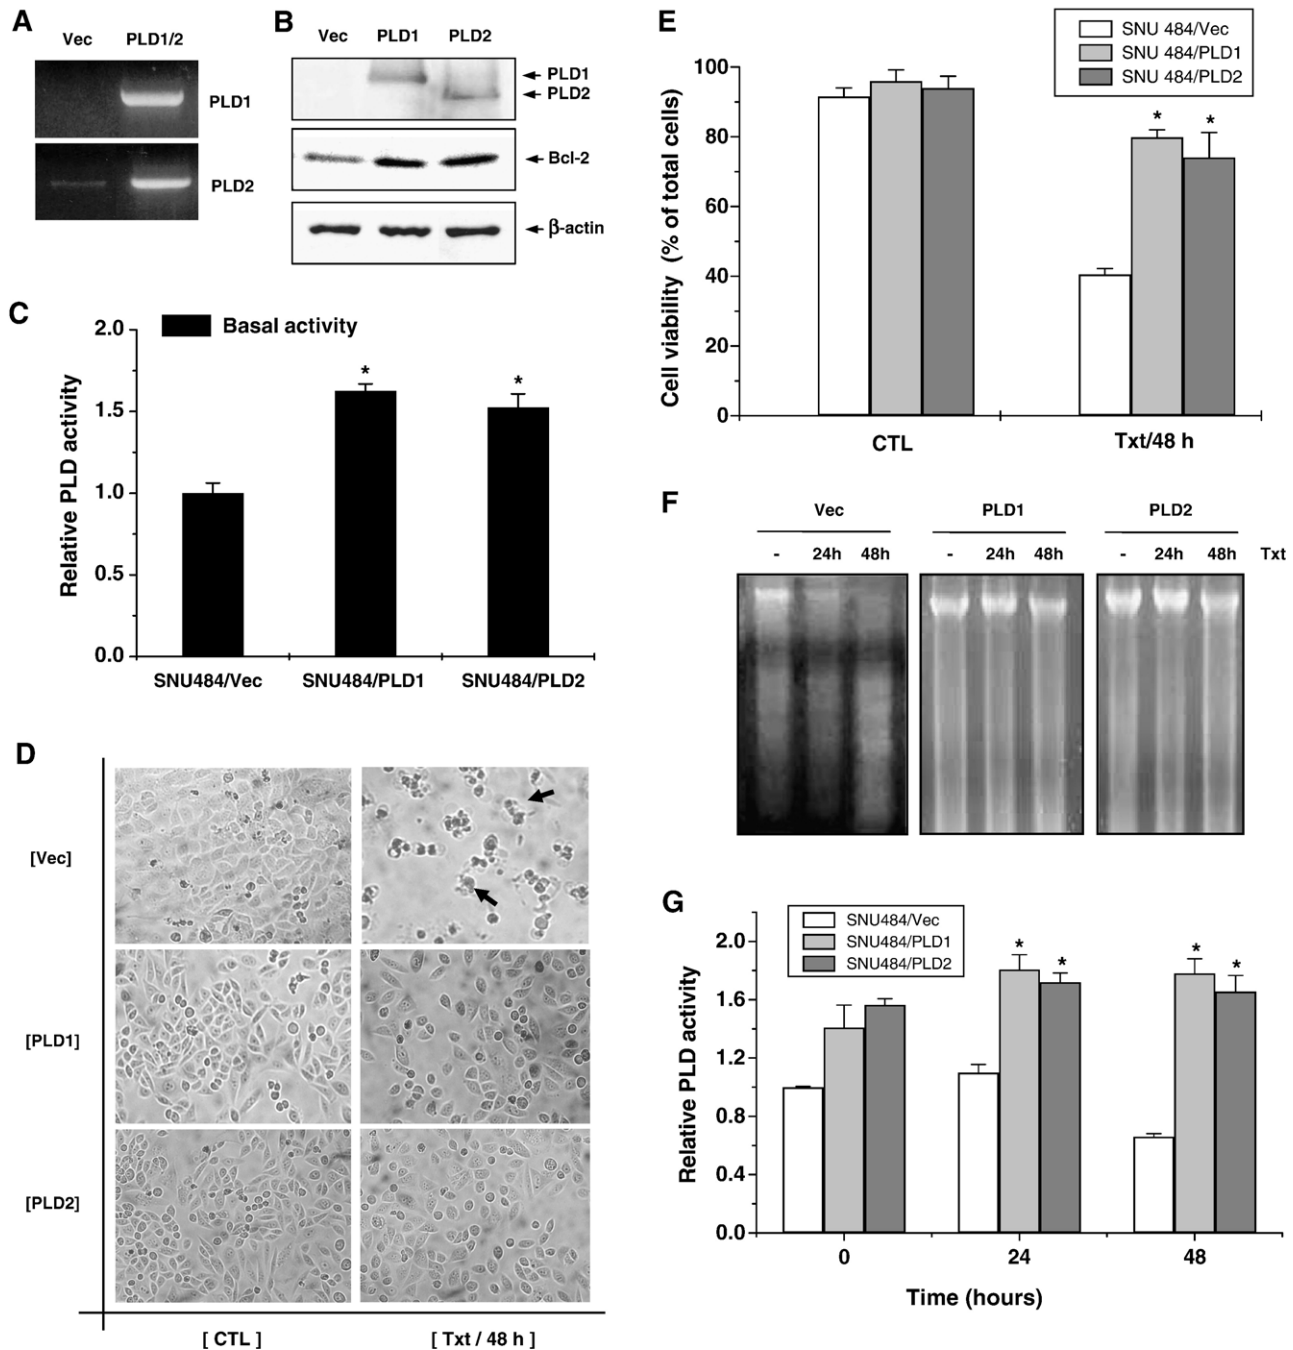 A
Vec PLD1/2
PLD1
PLD2
B
Vec PLD1 PLD2
PLD1
PLD2
Bcl-2
β-actin
C
Basal activity
Relative PLD activity
2.0
1.5
1.0
0.5
0.0
SNU484/Vec SNU484/PLD1 SNU484/PLD2
D
[Vec]
[PLD1]
[PLD2]
[ CTL ] [ Txt / 48 h ]
E
SNU 484/Vec
SNU 484/PLD1
SNU 484/PLD2
Cell viability (% of total cells)
100
80
60
40
20
0
* *
CTL Txt/48 h
F
Vec PLD1 PLD2
- 24h 48h - 24h 48h - 24h 48h Txt
G
SNU484/Vec
SNU484/PLD1
SNU484/PLD2
Relative PLD activity
2.0
1.6
1.2
0.8
0.4
0.0
* * * *
0 24 48
Time (hours)